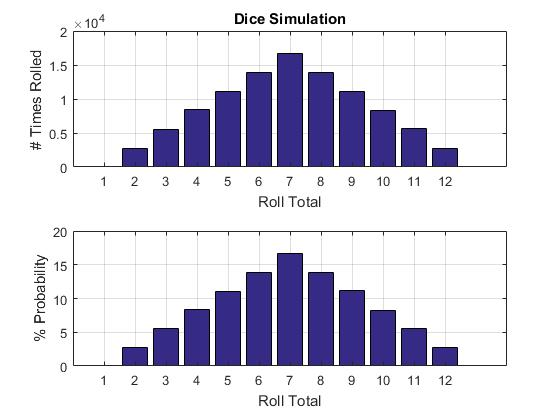 Dice Simulation
×10⁴
# Times Rolled
2
1.5
1
0.5
0
1 2 3 4 5 6 7 8 9 10 11 12
Roll Total
% Probability
20
15
10
5
0
1 2 3 4 5 6 7 8 9 10 11 12
Roll Total